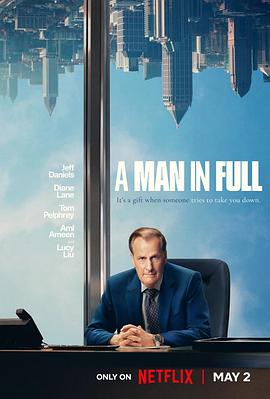 Jeff
Daniels
Diane
Lane
Tom
Pelphrey
Aml
Ameen
and
Lucy
Liu
A MAN IN FULL
It's a gift when someone tries to take you down.
ONLY ON NETFLIX | MAY 2